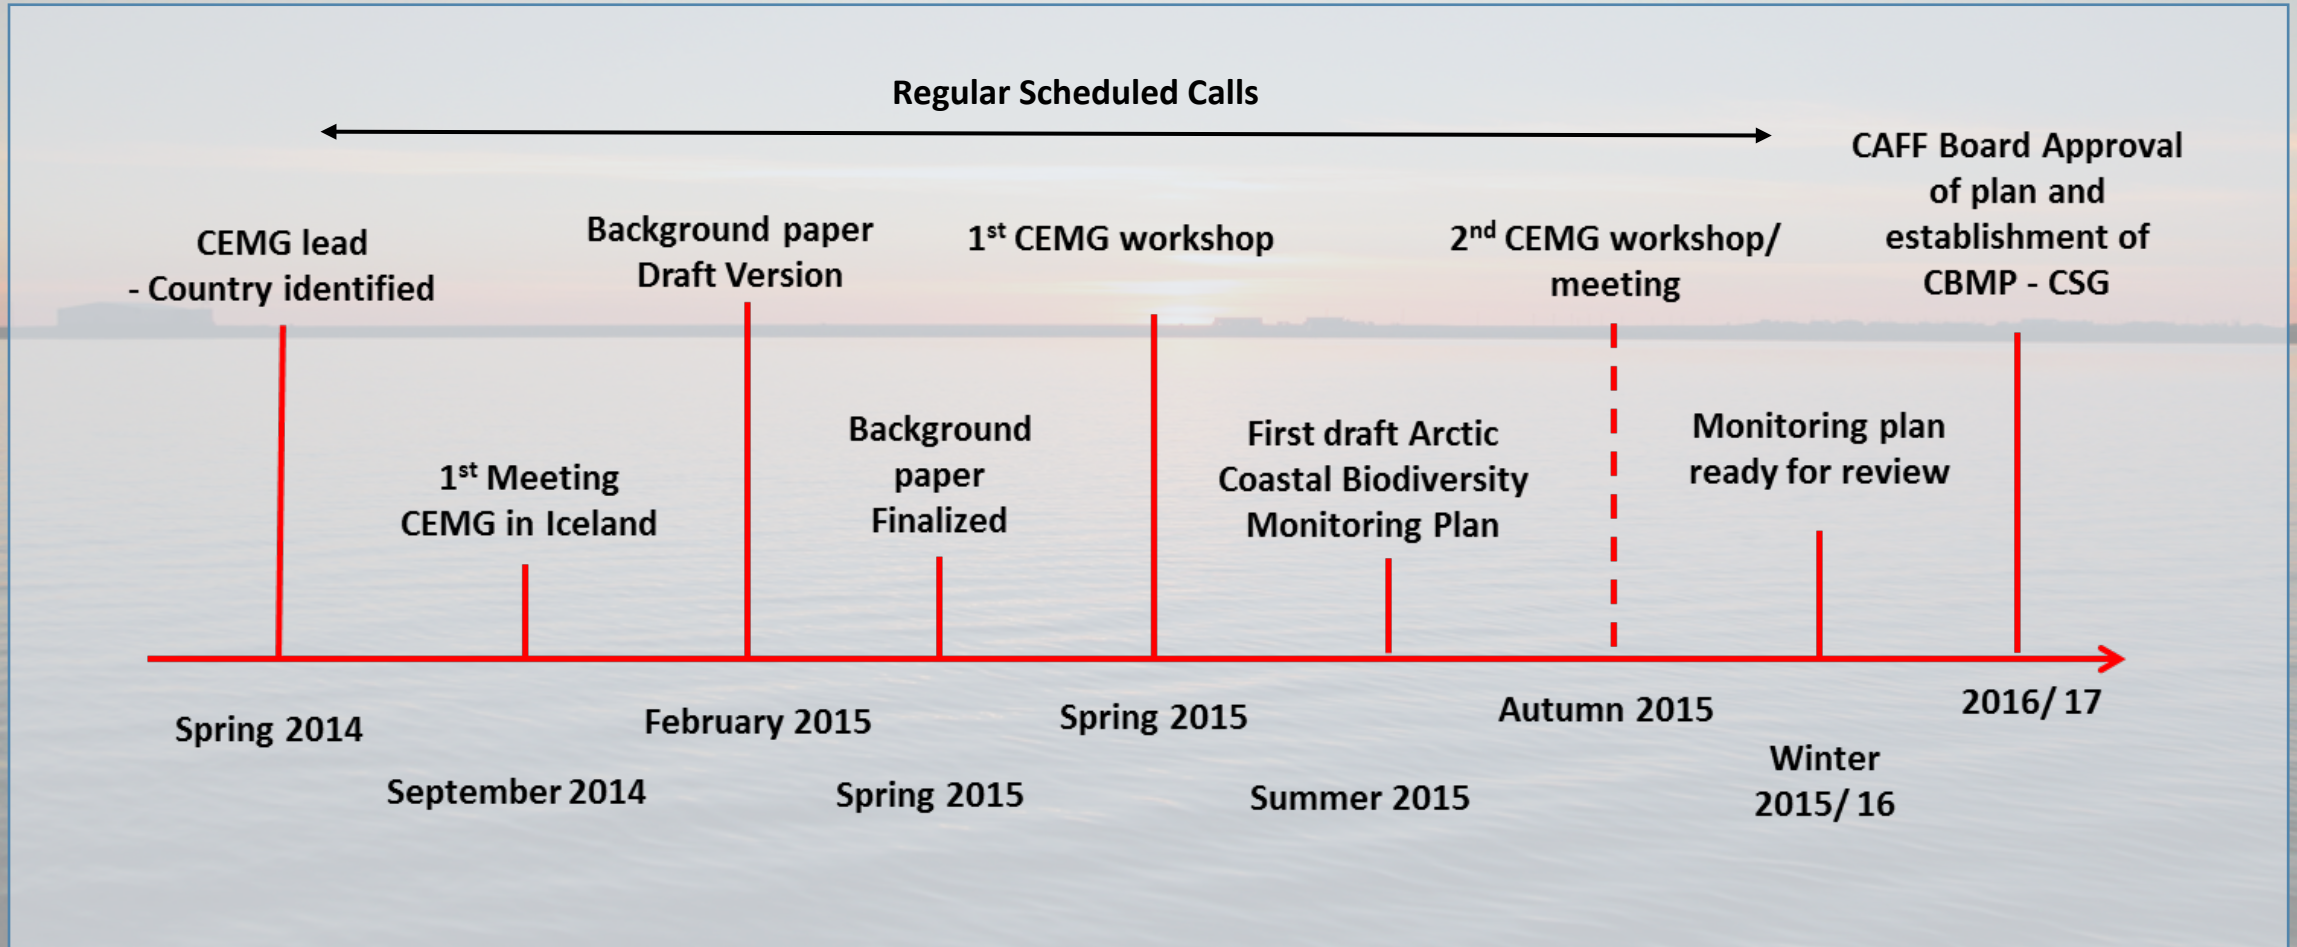 Regular Scheduled Calls
CEMG lead
- Country identified
1st Meeting
CEMG in Iceland
Background paper
Draft Version
Background
paper
Finalized
1st CEMG workshop
First draft Arctic
Coastal Biodiversity
Monitoring Plan
2nd CEMG workshop/
meeting
Monitoring plan
ready for review
CAFF Board Approval
of plan and
establishment of
CBMP - CSG
Spring 2014
September 2014
February 2015
Spring 2015
Spring 2015
Summer 2015
Autumn 2015
Winter
2015/ 16
2016/ 17